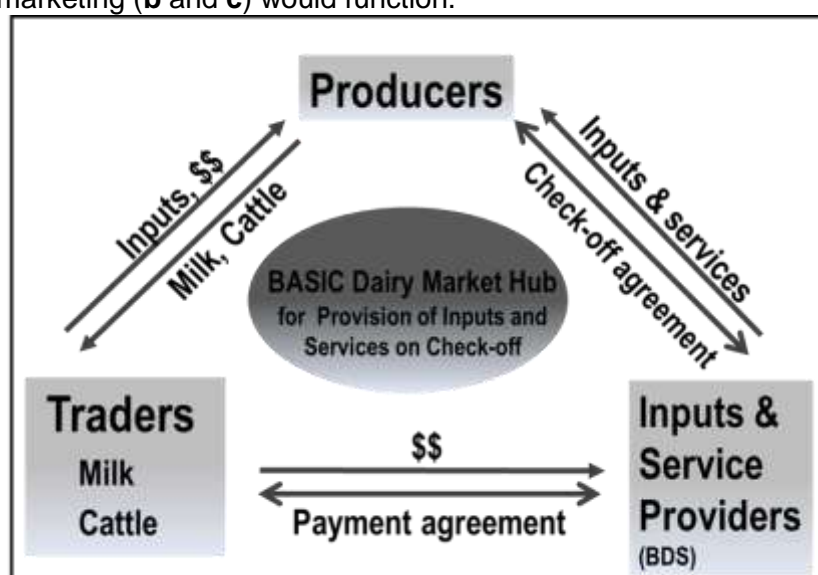 marketing (b and c) would function.
Producers
Inputs, $$
Milk, Cattle
Inputs & services
Check-off agreement
BASIC Dairy Market Hub
for Provision of Inputs and
Services on Check-off
Traders
Milk
Cattle
$$
Payment agreement
Inputs &
Service
Providers
(BDS)